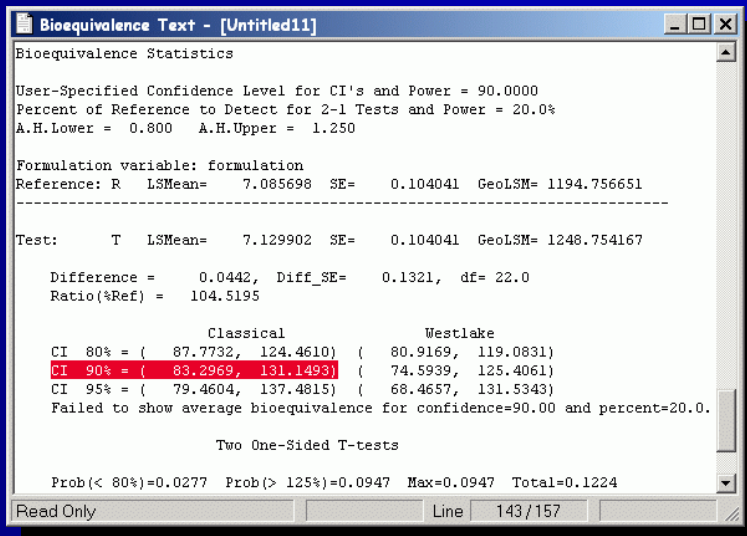 Bioequivalence Text - [Untitled11]
Bioequivalence Statistics
User-Specified Confidence Level for CI's and Power = 90.0000
Percent of Reference to Detect for 2-1 Tests and Power = 20.0%
A.H.Lower =  0.800   A.H.Upper =  1.250
Formulation variable: formulation
Reference: R   LSMean=    7.085698  SE=    0.104041  GeoLSM= 1194.756651
--------------------------------------------------------------------
Test:      T   LSMean=    7.129902  SE=    0.104041  GeoLSM= 1248.754167
Difference =     0.0442,  Diff_SE=    0.1321,  df= 22.0
Ratio(%Ref) =   104.5195
Classical                  Westlake
CI  80% = (   87.7732,  124.4610)  (   80.9169,  119.0831)
CI  90% = (   83.2969,  131.1493)  (   74.5939,  125.4061)
CI  95% = (   79.4604,  137.4815)  (   68.4657,  131.5343)
Failed to show average bioequivalence for confidence=90.00 and percent=20.0.
Two One-Sided T-tests
Prob(< 80%)=0.0277  Prob(> 125%)=0.0947  Max=0.0947  Total=0.1224
Read Only    Line    143/157